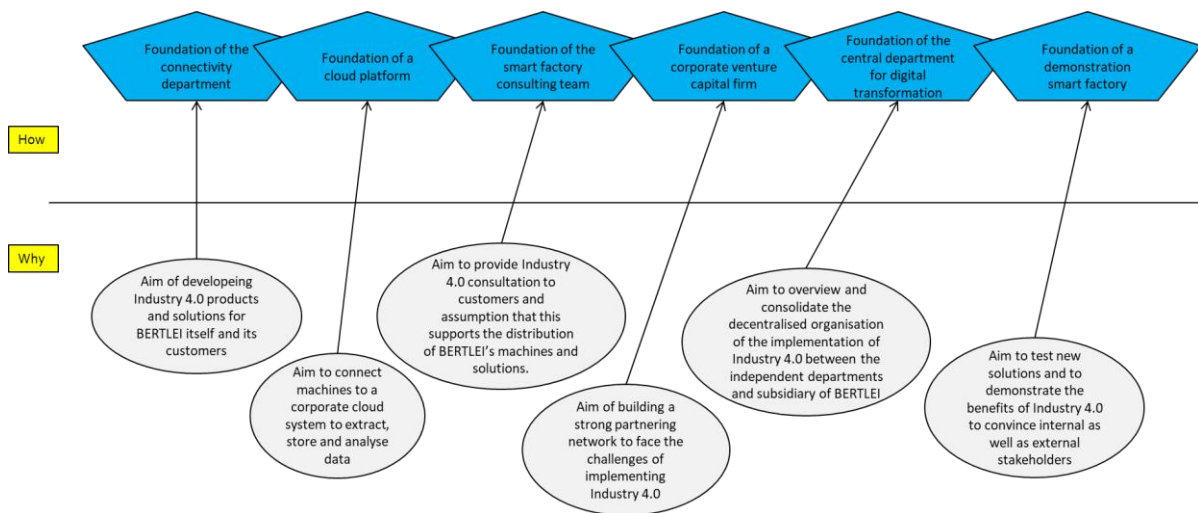 Foundation of the
connectivity
department
Foundation of a
cloud platform
Foundation of the
smart factory
consulting team
Foundation of a
corporate venture
capital firm
Foundation of the
central department
for digital
transformation
Foundation of a
demonstration
smart factory
How
Why
Aim of developeing
Industry 4.0 products
and solutions for
BERTLEI itself and its
customers
Aim to connect
machines to a
corporate cloud
system to extract,
store and analyse
data
Aim to provide Industry
4.0 consultation to
customers and
assumption that this
supports the distribution
of BERTLEI’s machines and
solutions.
Aim of building a
strong partnering
network to face the
challenges of
implementing
Industry 4.0
Aim to overview and
consolidate the
decentralised organisation
of the implementation of
Industry 4.0 between the
independent departments
and subsidiary of BERTLEI
Aim to test new
solutions and to
demonstrate the
benefits of Industry 4.0
to convince internal as
well as external
stakeholders